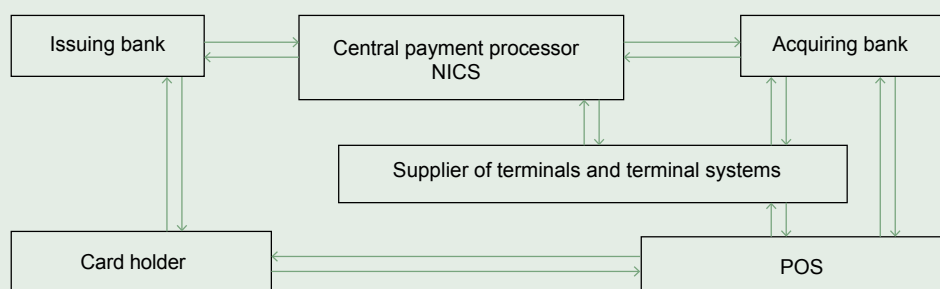 Issuing bank
Central payment processor
NICS
Acquiring bank
Supplier of terminals and terminal systems
Card holder
POS